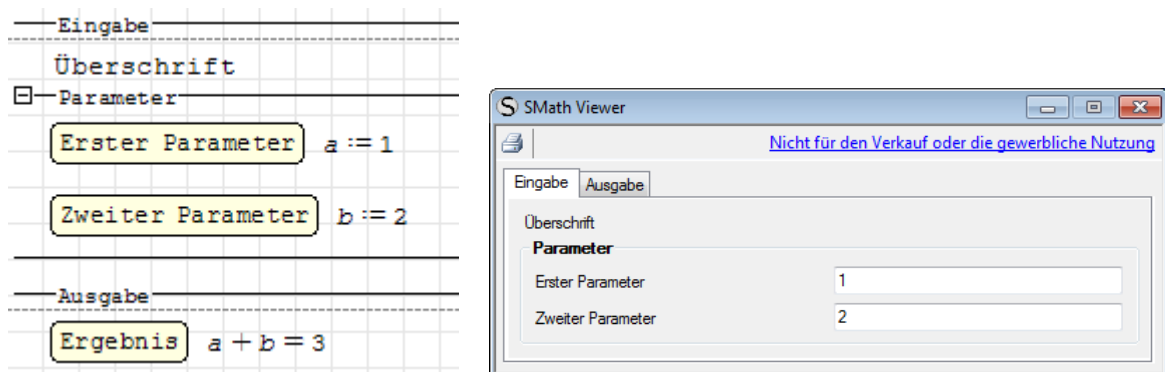 Eingabe
Überschrift
Parameter
Erster Parameter a := 1
Zweiter Parameter b := 2
Ausgabe
Ergebnis a + b = 3
SMath Viewer
Nicht für den Verkauf oder die gewerbliche Nutzung
Eingabe Ausgabe
Überschrift
Parameter
Erster Parameter 1
Zweiter Parameter 2